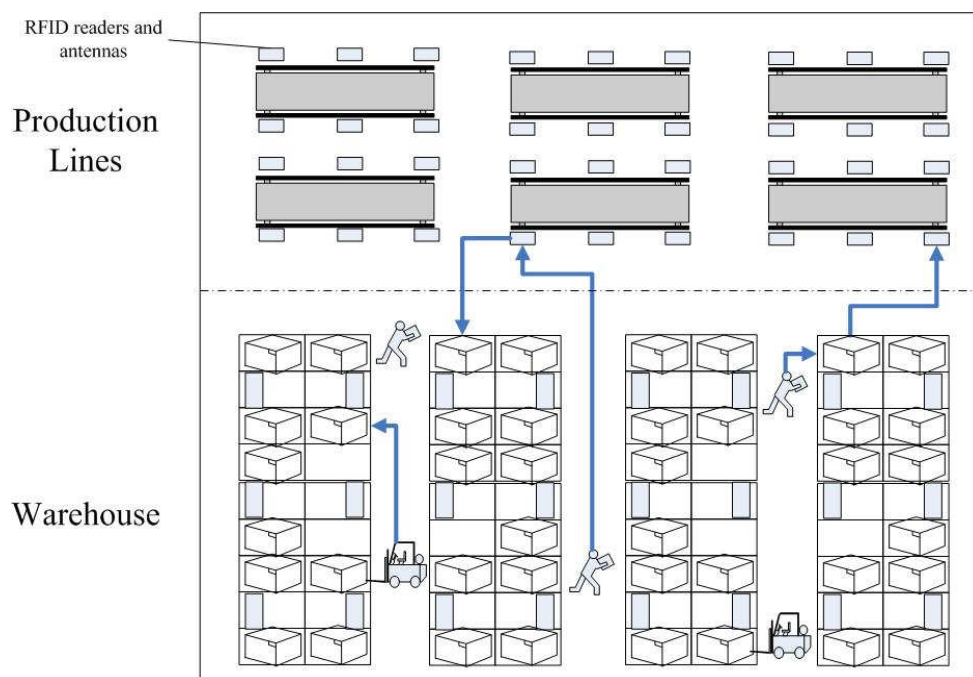 RFID readers and
antennas
Production
Lines
Warehouse